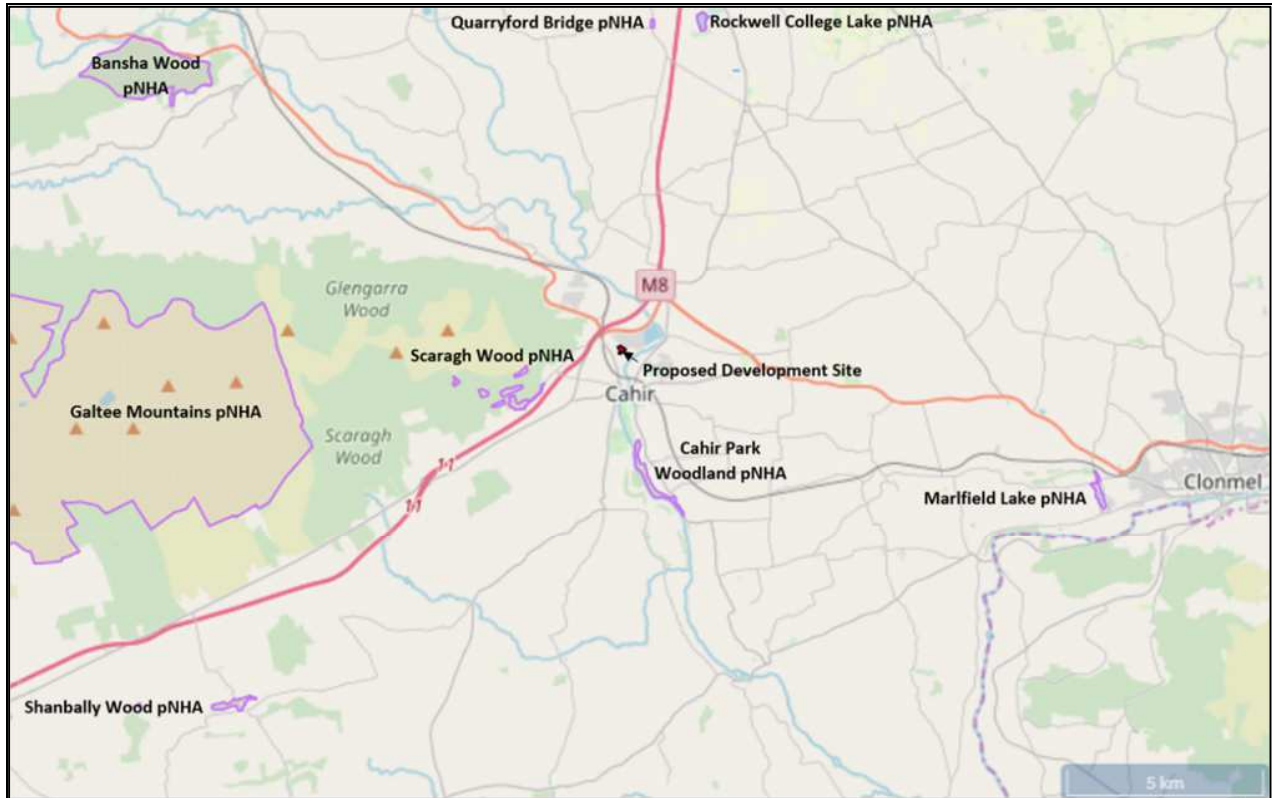 Quarryford Bridge pNHA
Rockwell College Lake pNHA
Bansha Wood
pNHA
M8
Glengarra
Wood
Scaragh Wood pNHA
Proposed Development Site
Cahir
Galtee Mountains pNHA
Scaragh
Wood
Cahir Park
Woodland pNHA
11
11
Marlfield Lake pNHA
Clonmel
Shanbally Wood pNHA
5 km